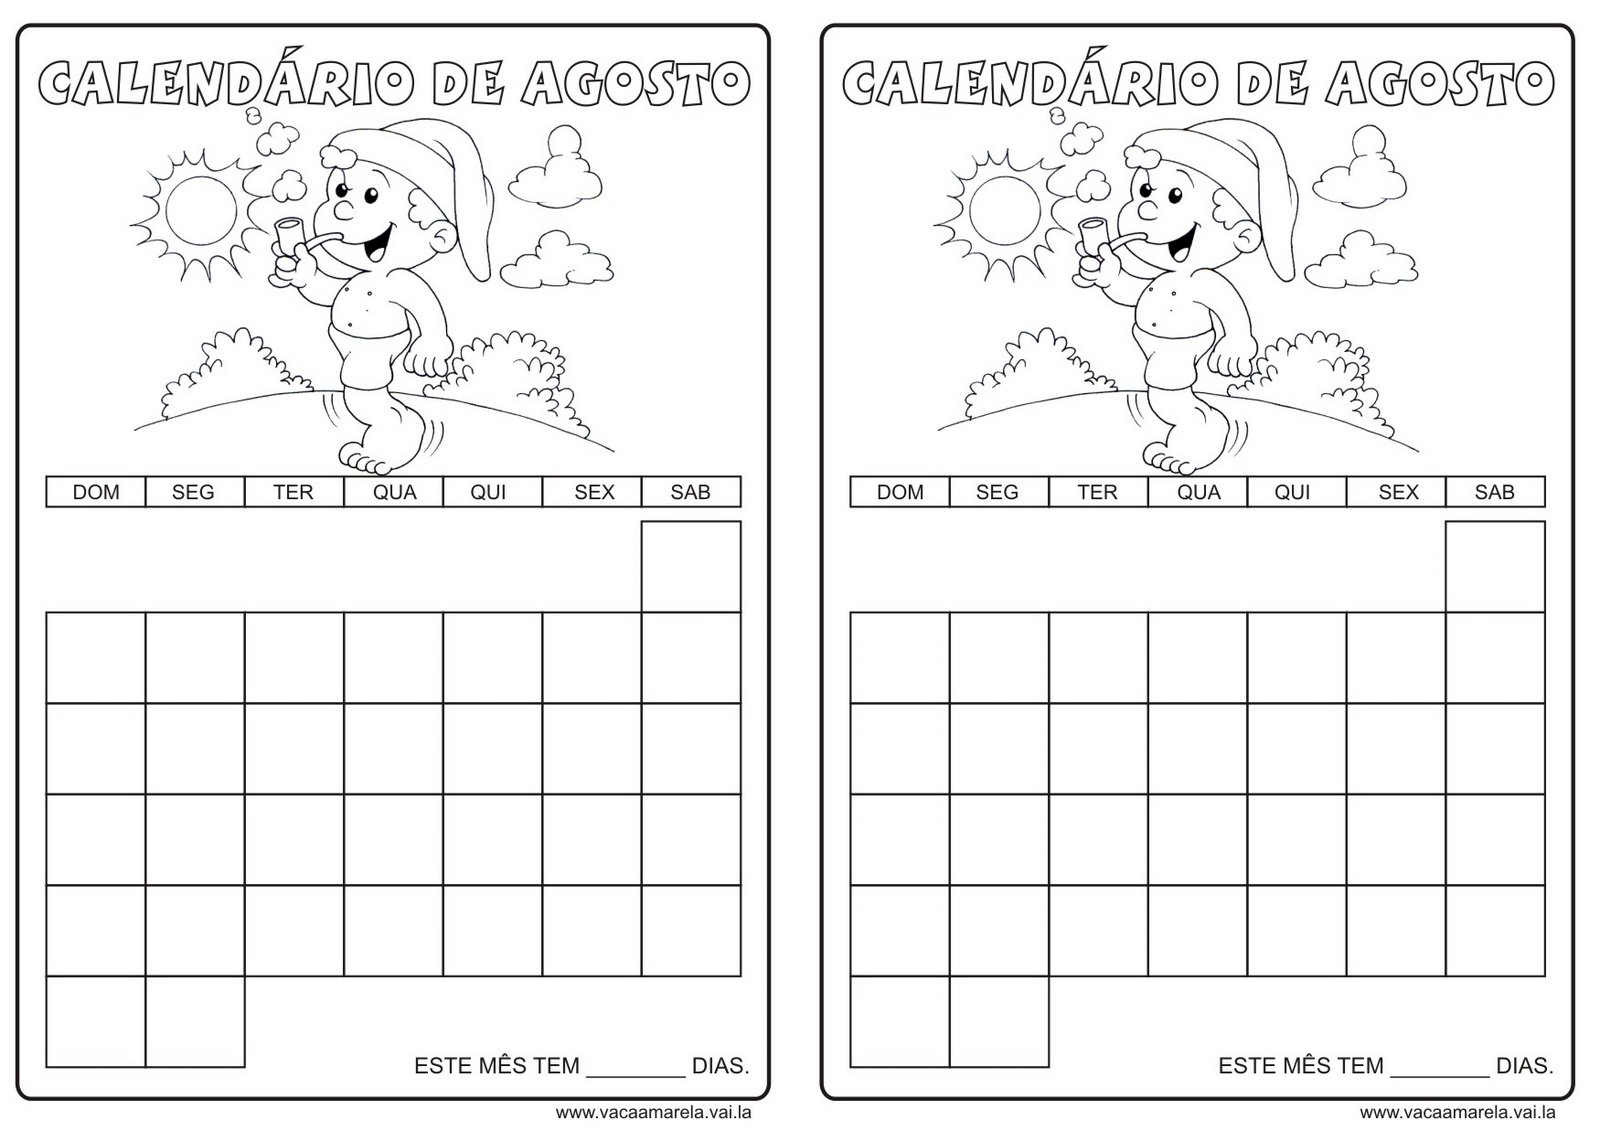 CALENDÁRIO DE AGOSTO
DOM SEG TER QUA QUI SEX SAB
ESTE MÊS TEM ________ DIAS.
www.vacaamarela.vai.la
CALENDÁRIO DE AGOSTO
DOM SEG TER QUA QUI SEX SAB
ESTE MÊS TEM ________ DIAS.
www.vacaamarela.vai.la